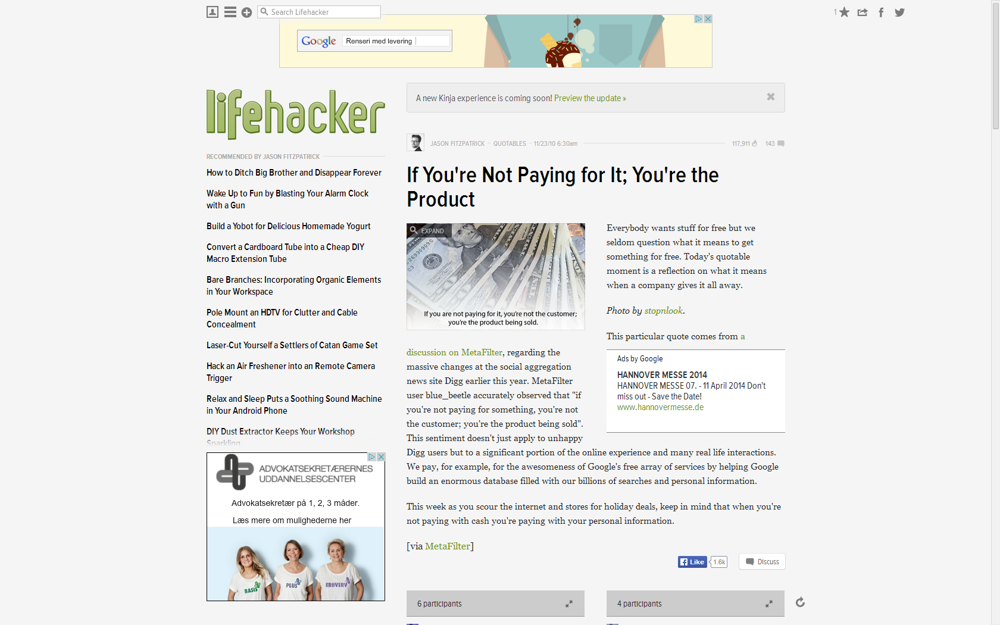 Search Lifehacker
1
Google Renseri med levering
lifehacker
A new Kinja experience is coming soon! Preview the update »
RECOMMENDED BY JASON FITZPATRICK
How to Ditch Big Brother and Disappear Forever
Wake Up to Fun by Blasting Your Alarm Clock
with a Gun
Build a Yobot for Delicious Homemade Yogurt
Convert a Cardboard Tube into a Cheap DIY
Macro Extension Tube
Bare Branches: Incorporating Organic Elements
in Your Workspace
Pole Mount an HDTV for Clutter and Cable
Concealment
Laser-Cut Yourself a Settlers of Catan Game Set
Hack an Air Freshener into an Remote Camera
Trigger
Relax and Sleep Puts a Soothing Sound Machine
in Your Android Phone
DIY Dust Extractor Keeps Your Workshop
Sparkling
ADVOKATSEKRETÆRERNES
UDDANNELSESCENTER
Advokatsekretær på 1, 2, 3 måder.
Læs mere om mulighederne her
BASIS PLUS ERHVERV
JASON FITZPATRICK – QUOTABLES – 11/23/10 6:30am 117,911 143
If You're Not Paying for It; You're the
Product
EXPAND
If you are not paying for it, you're not the customer;
you're the product being sold.
Everybody wants stuff for free but we
seldom question what it means to get
something for free. Today's quotable
moment is a reflection on what it means
when a company gives it all away.
Photo by stopnlook.
This particular quote comes from a
discussion on MetaFilter, regarding the
massive changes at the social aggregation
news site Digg earlier this year. MetaFilter
user blue_beetle accurately observed that "if
you're not paying for something, you're not
the customer; you're the product being sold".
This sentiment doesn't just apply to unhappy
Digg users but to a significant portion of the online experience and many real life interactions.
We pay, for example, for the awesomeness of Google's free array of services by helping Google
build an enormous database filled with our billions of searches and personal information.
Ads by Google
HANNOVER MESSE 2014
HANNOVER MESSE 07. - 11 April 2014 Don't
miss out - Save the Date!
www.hannovermesse.de
This week as you scour the internet and stores for holiday deals, keep in mind that when you're
not paying with cash you're paying with your personal information.
[via MetaFilter]
Like 1.6k Discuss
6 participants
4 participants